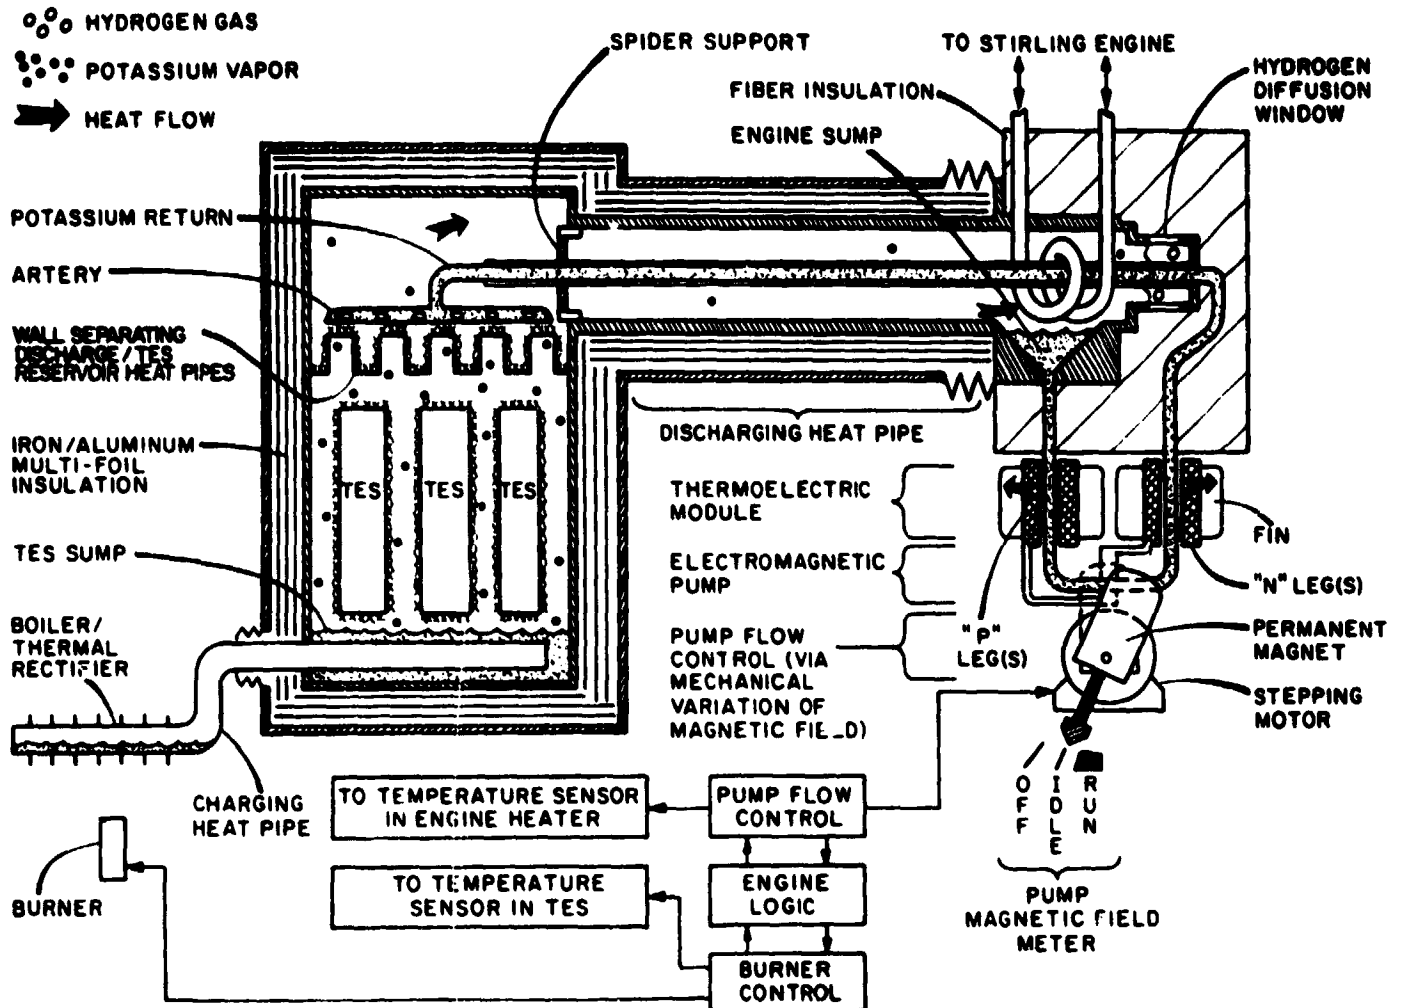 HYDROGEN GAS
POTASSIUM VAPOR
HEAT FLOW
SPIDER SUPPORT
TO STIRLING ENGINE
FIBER INSULATION
ENGINE SUMP
HYDROGEN
DIFFUSION
WINDOW
POTASSIUM RETURN
ARTERY
WALL SEPARATING
DISCHARGE/TES
RESERVOIR HEAT PIPES
IRON/ALUMINUM
MULTI-FOIL
INSULATION
TES SUMP
BOILER/
THERMAL
RECTIFIER
TES
TES
TES
DISCHARGING HEAT PIPE
THERMOELECTRIC
MODULE
ELECTROMAGNETIC
PUMP
PUMP FLOW
CONTROL (VIA
MECHANICAL
VARIATION OF
MAGNETIC FIELD)
FIN
"N" LEG(S)
"P"
LEG(S)
PERMANENT
MAGNET
STEPPING
MOTOR
OFF
IDLE
RUN
PUMP
MAGNETIC FIELD
METER
CHARGING
HEAT PIPE
BURNER
TO TEMPERATURE SENSOR
IN ENGINE HEATER
PUMP FLOW
CONTROL
TO TEMPERATURE
SENSOR IN TES
ENGINE
LOGIC
BURNER
CONTROL